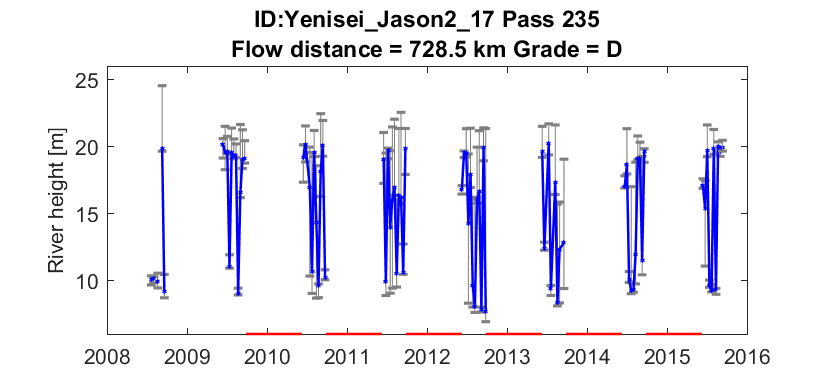 ID:Yenisei_Jason2_17 Pass 235
Flow distance = 728.5 km Grade = D
River height [m]
25
20
15
10
2008 2009 2010 2011 2012 2013 2014 2015 2016